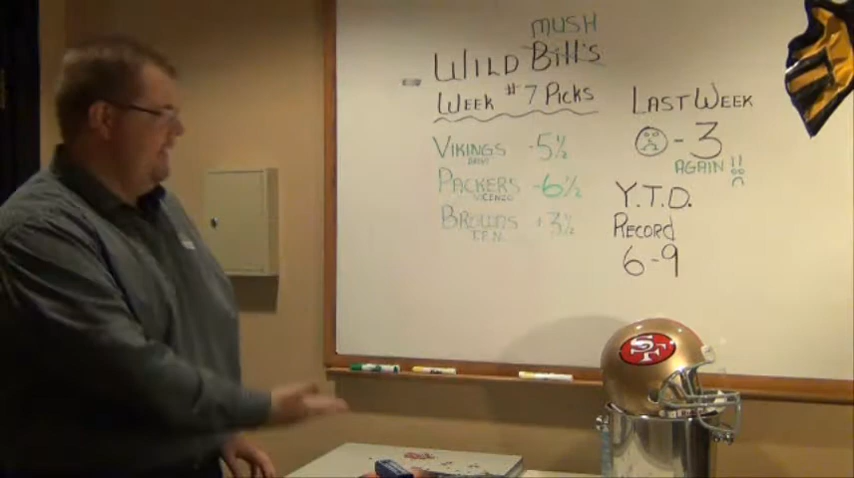 MUSH
WILD BILL'S
WEEK #7 PICKS
VIKINGS -5½
PACKERS -6½
BROWNS +3½
LAST WEEK
- 3
AGAIN !!
Y.T.D.
RECORD
6-9
SF